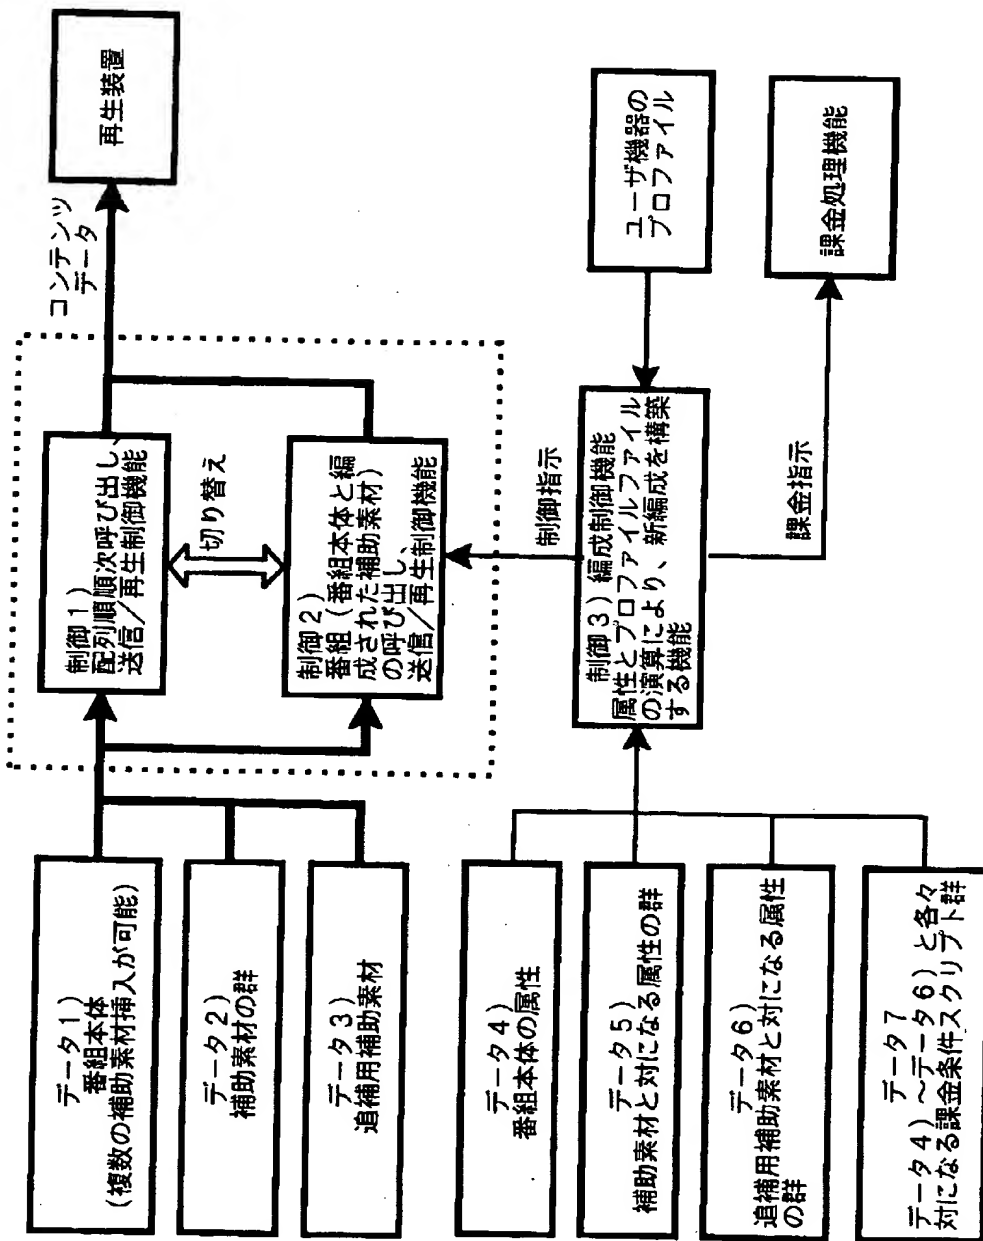 データ1)
番組本体
(複数の補助素材挿入が可能)
データ2)
補助素材の群
データ3)
追補用補助素材
データ4)
番組本体の属性
データ5)
補助素材と対になる属性の群
データ6)
追補用補助素材と対になる属性
の群
データ7
データ4)~データ6)と各々
対になる課金条件スクリプト群
制御1)
配列順順次呼び出し、
送信/再生制御機能
切り替え
制御2)
番組(番組本体と編
成された補助素材)
の呼び出し、
送信/再生制御機能
制御指示
制御3)編成制御機能
属性とプロファイルファイル
の演算により、新編成を構築
する機能
課金指示
コンテンツ
データ
再生装置
ユーザ機器の
プロファイル
課金処理機能